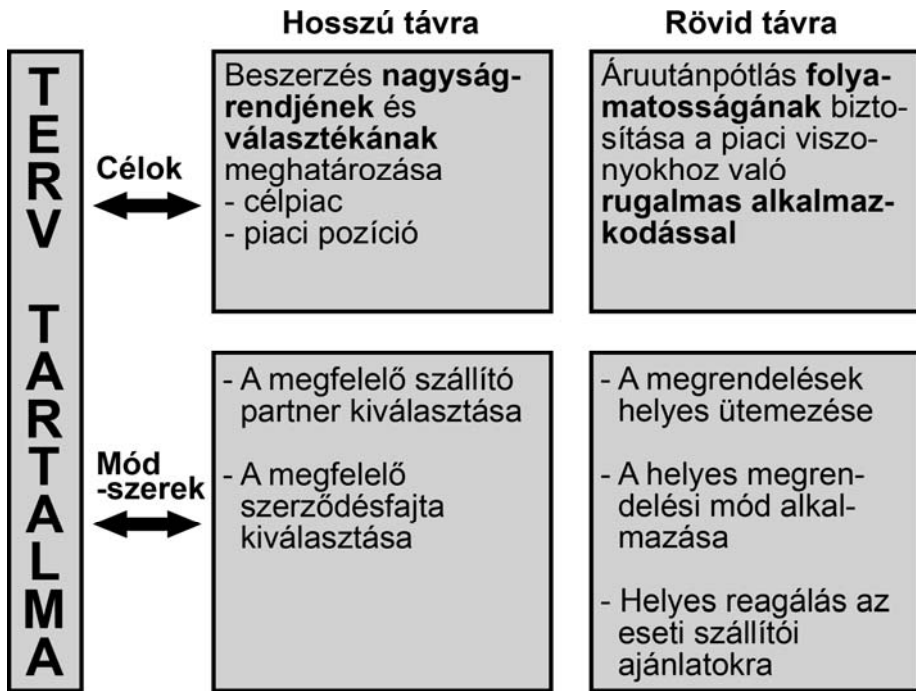 Hosszú távra
Rövid távra
TERV TARTALMA
Célok
Beszerzés nagyság-
rendjének és
választékának
meghatározása
- célpiac
- piaci pozíció
Áruutánpótlás folya-
matosságának bizto-
sítása a piaci viszo-
nyokhoz való
rugalmas alkalmaz-
kodással
Mód
-szerek
- A megfelelő szállító
partner kiválasztása
- A megfelelő
szerződésfajta
kiválasztása
- A megrendelések
helyes ütemezése
- A helyes megren-
delési mód alkal-
mazása
- Helyes reagálás az
eseti szállítói
ajánlatokra